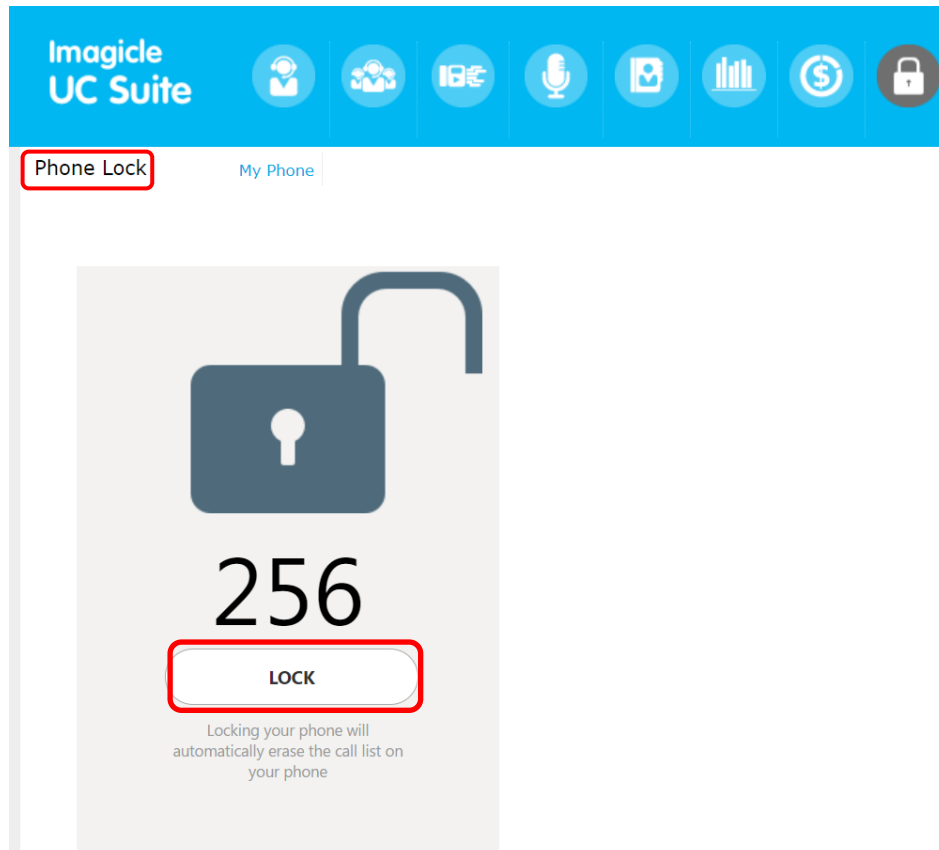 Imagicle
UC Suite
Phone Lock
My Phone
256
LOCK
Locking your phone will
automatically erase the call list on
your phone